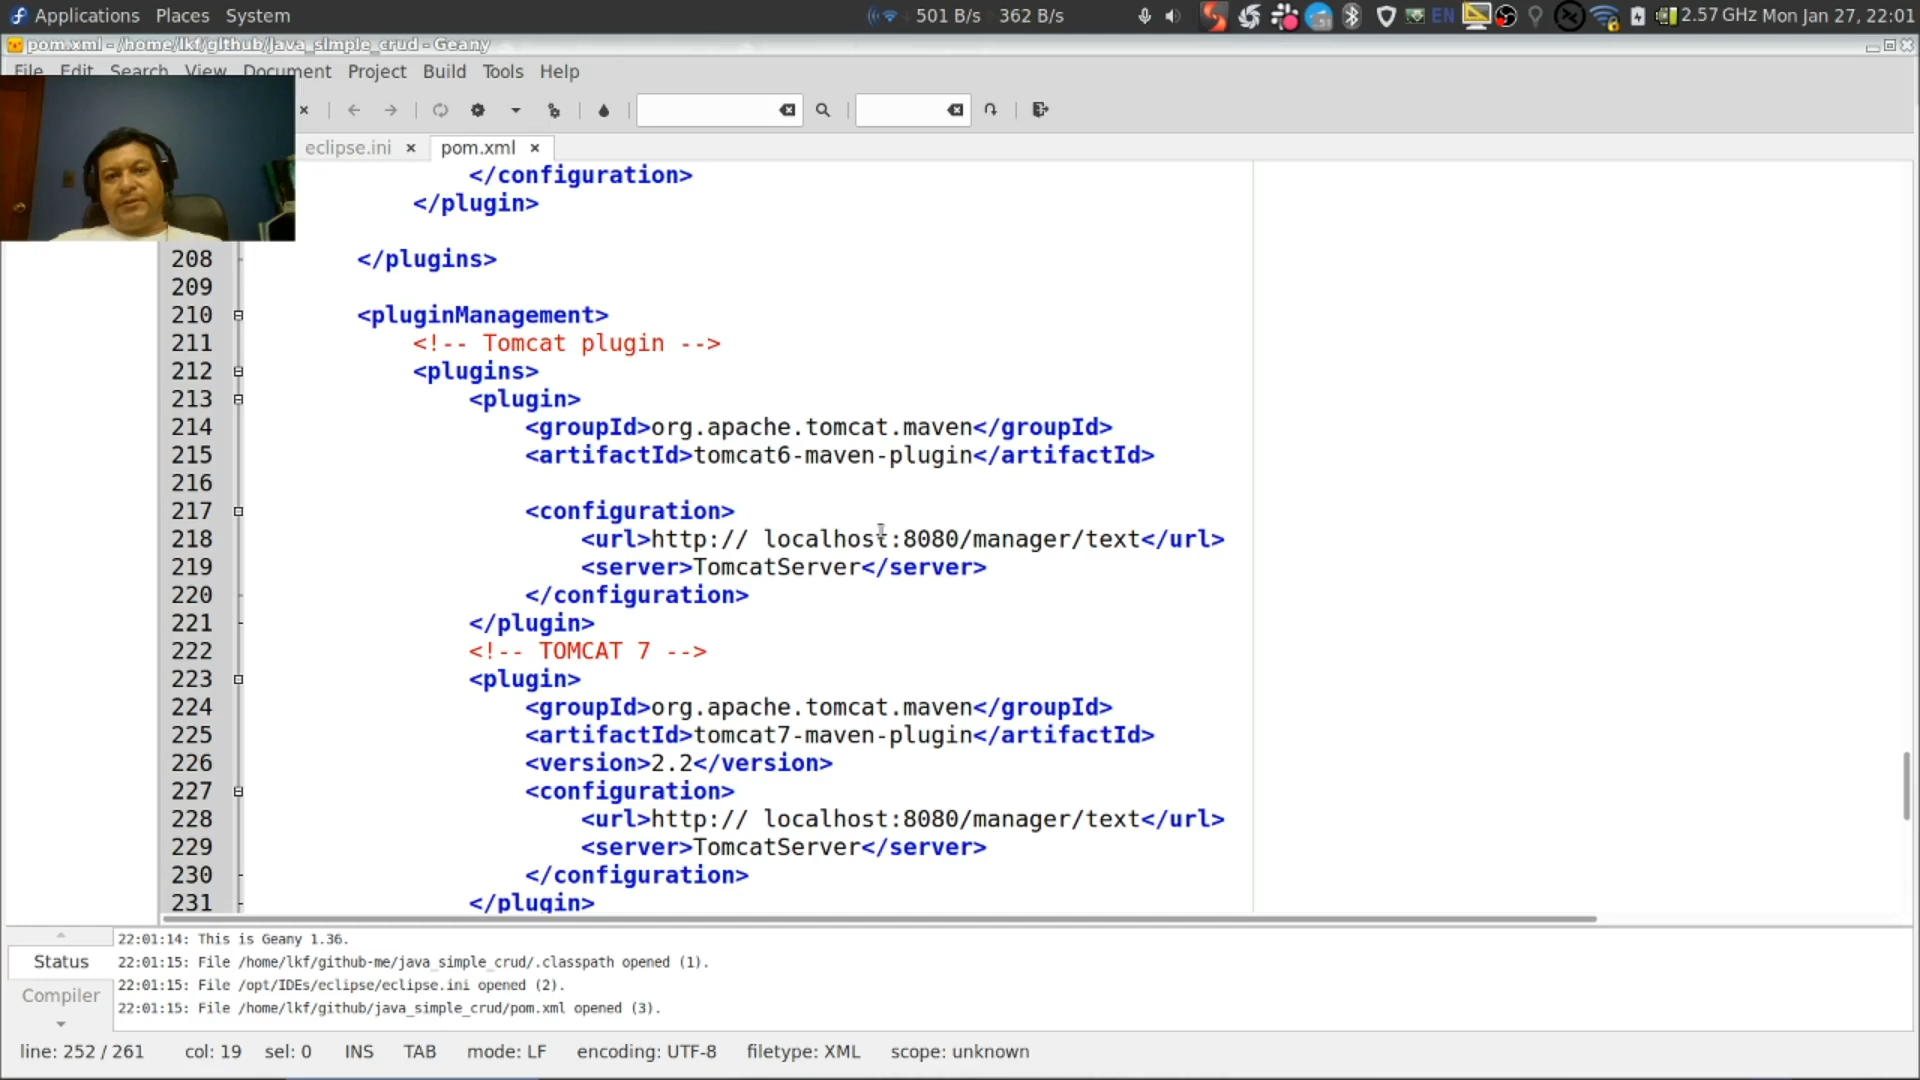 Applications Places System 501 B/s 362 B/s EN 2.57 GHz Mon Jan 27, 22:01
pom.xml - /home/lkf/github/java_simple_crud - Geany
File Edit Search View Document Project Build Tools Help
eclipse.ini pom.xml
</configuration>
</plugin>
208 </plugins>
209
210 <pluginManagement>
211 <!-- Tomcat plugin -->
212 <plugins>
213 <plugin>
214 <groupId>org.apache.tomcat.maven</groupId>
215 <artifactId>tomcat6-maven-plugin</artifactId>
216
217 <configuration>
218 <url>http:// localhost:8080/manager/text</url>
219 <server>TomcatServer</server>
220 </configuration>
221 </plugin>
222 <!-- TOMCAT 7 -->
223 <plugin>
224 <groupId>org.apache.tomcat.maven</groupId>
225 <artifactId>tomcat7-maven-plugin</artifactId>
226 <version>2.2</version>
227 <configuration>
228 <url>http:// localhost:8080/manager/text</url>
229 <server>TomcatServer</server>
230 </configuration>
231 </plugin>
Status
Compiler
22:01:14: This is Geany 1.36.
22:01:15: File /home/lkf/github-me/java_simple_crud/.classpath opened (1).
22:01:15: File /opt/IDEs/eclipse/eclipse.ini opened (2).
22:01:15: File /home/lkf/github/java_simple_crud/pom.xml opened (3).
line: 252 / 261 col: 19 sel: 0 INS TAB mode: LF encoding: UTF-8 filetype: XML scope: unknown